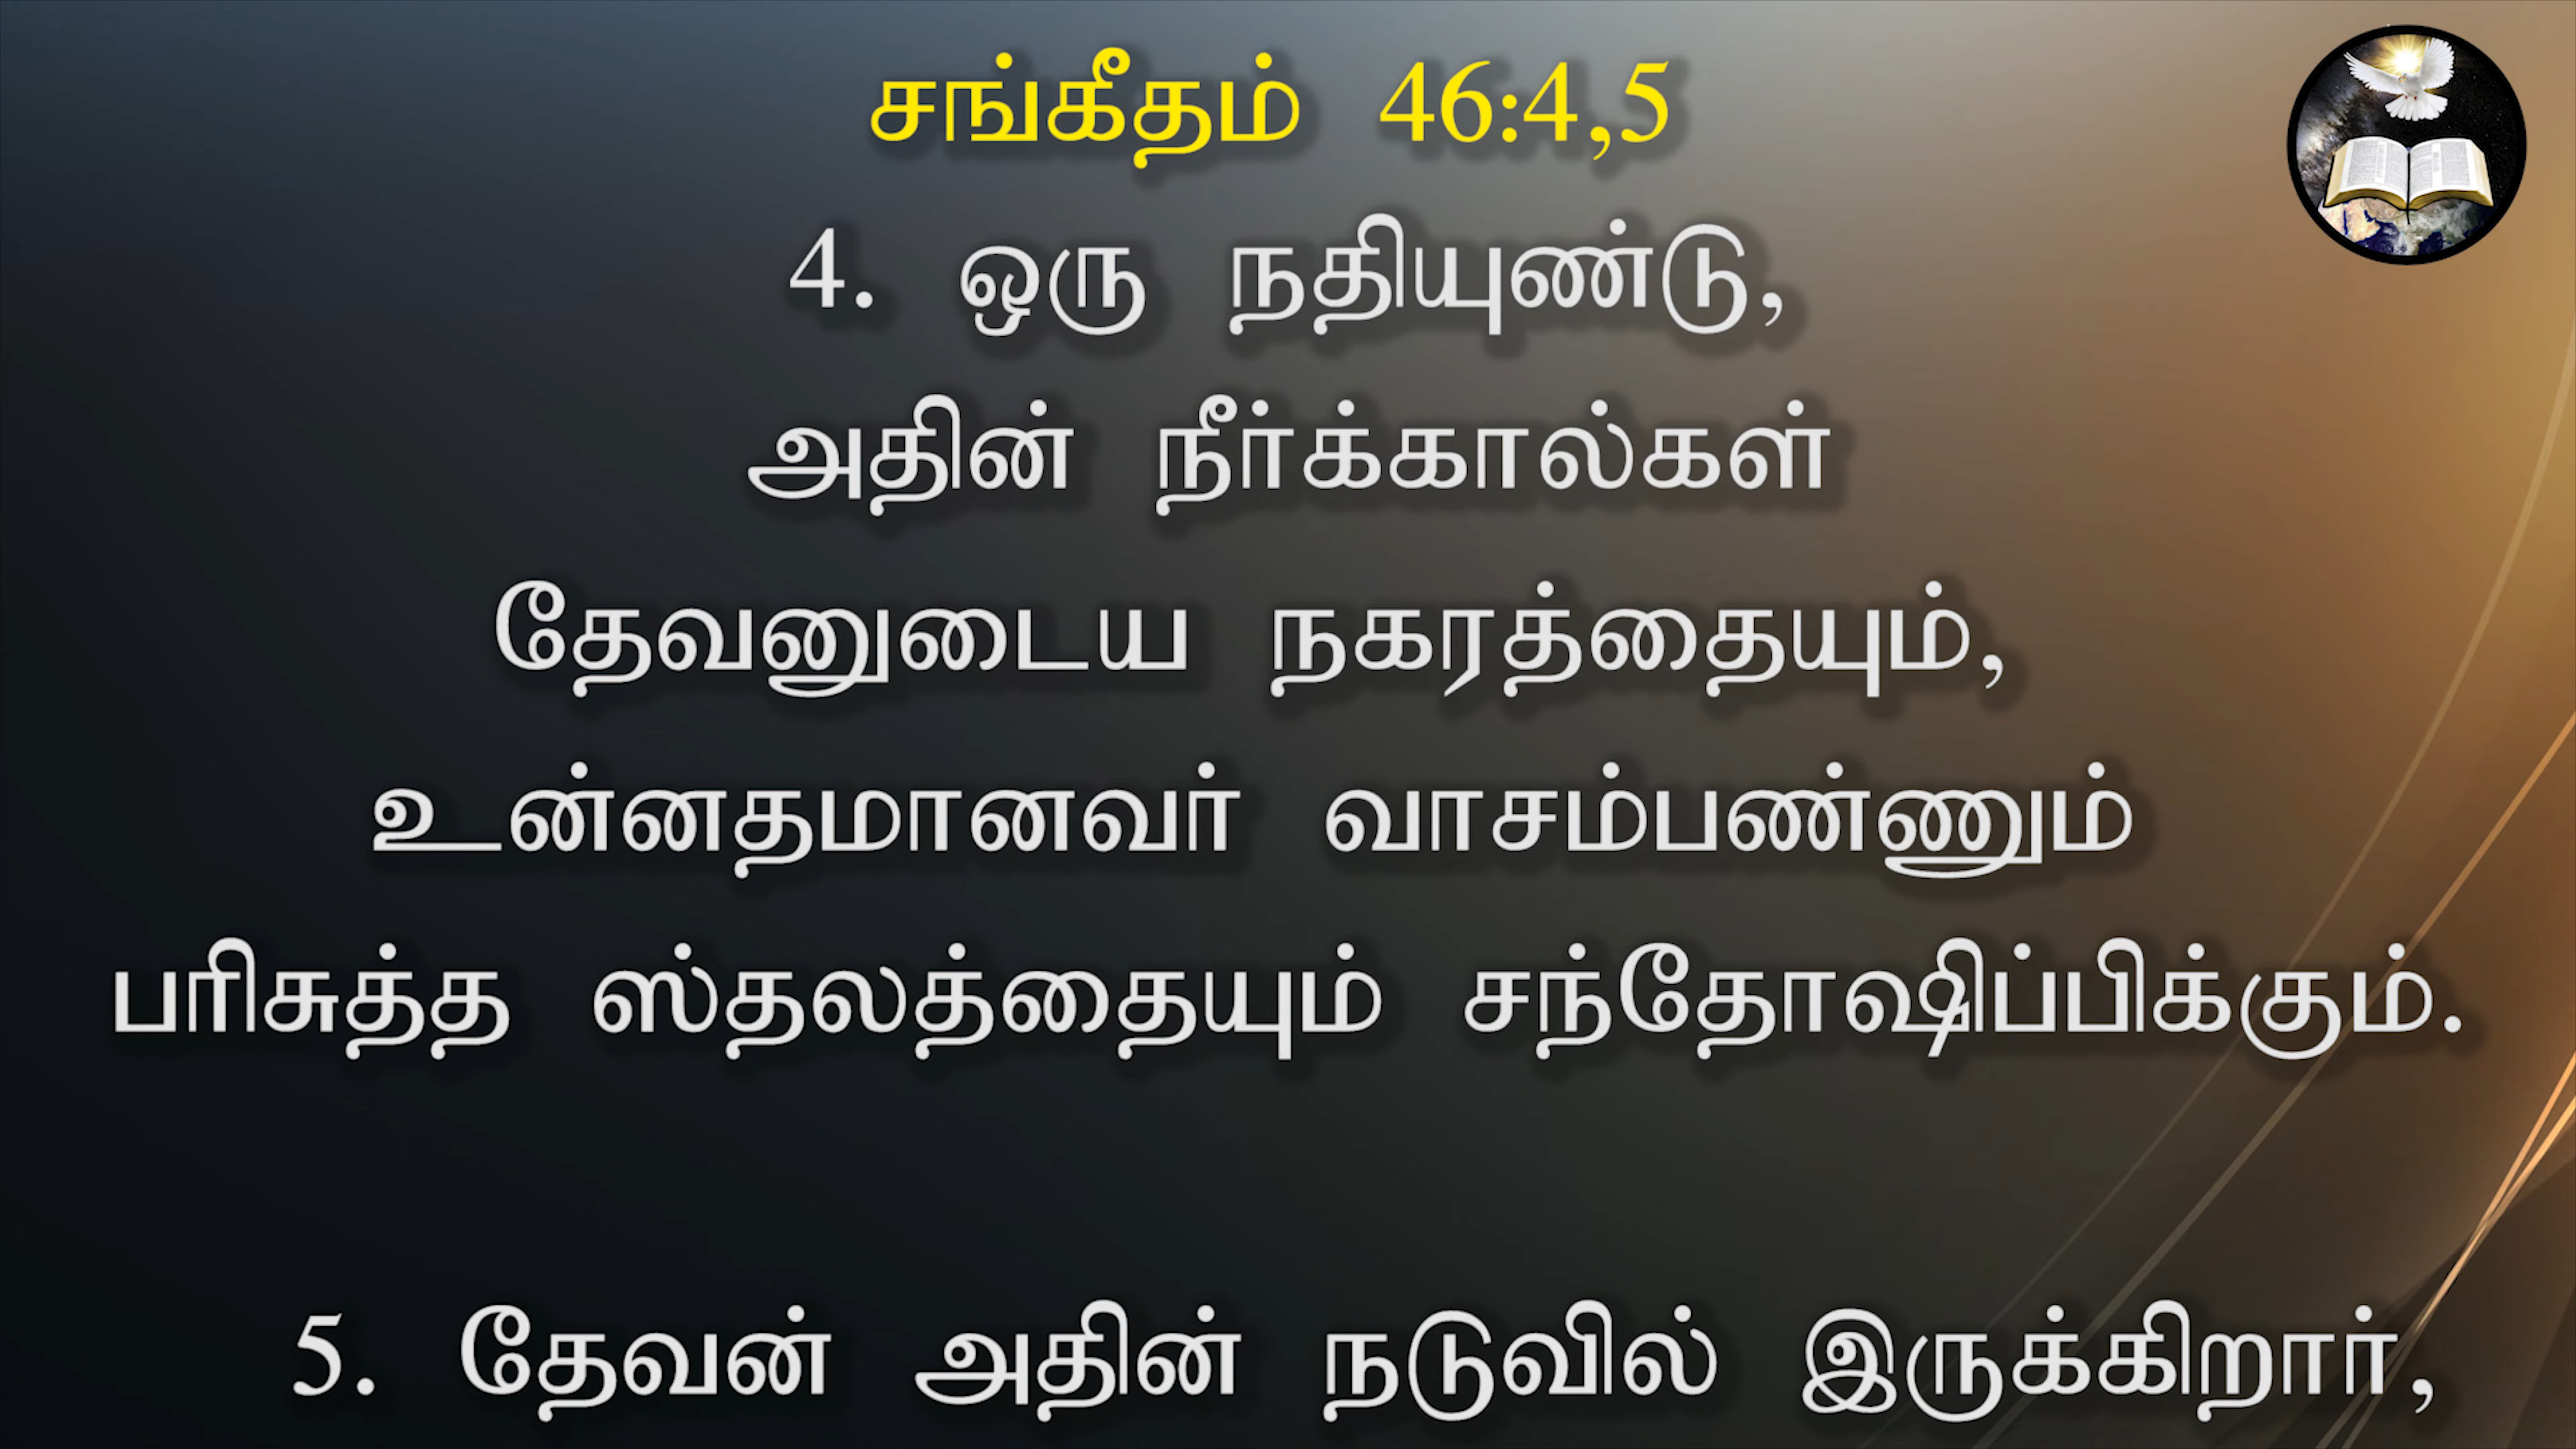 சங்கீதம் 46:4,5
4. ஒரு நதியுண்டு,
அதின் நீர்க்கால்கள்
தேவனுடைய நகரத்தையும்,
உன்னதமானவர் வாசம்பண்ணும்
பரிசுத்த ஸ்தலத்தையும் சந்தோஷிப்பிக்கும்.
5. தேவன் அதின் நடுவில் இருக்கிறார்,